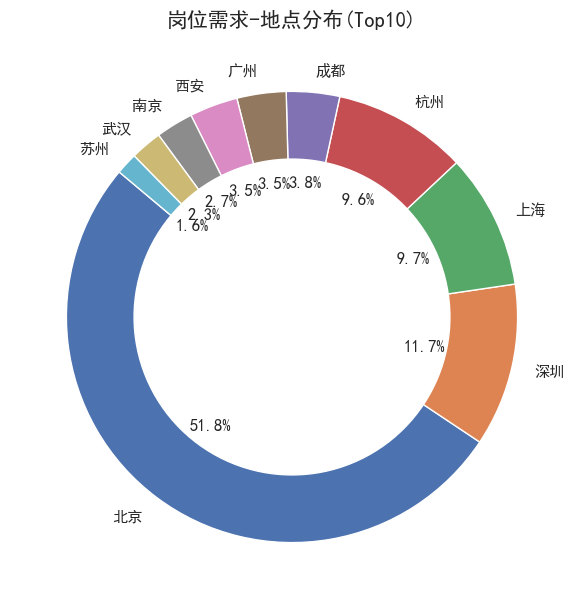 岗位需求-地点分布(Top10)
广州
成都
西安
杭州
南京
武汉
苏州
3.5%
3.5%
3.8%
9.6%
2.7%
2.3%
1.6%
上海
9.7%
11.7%
深圳
51.8%
北京